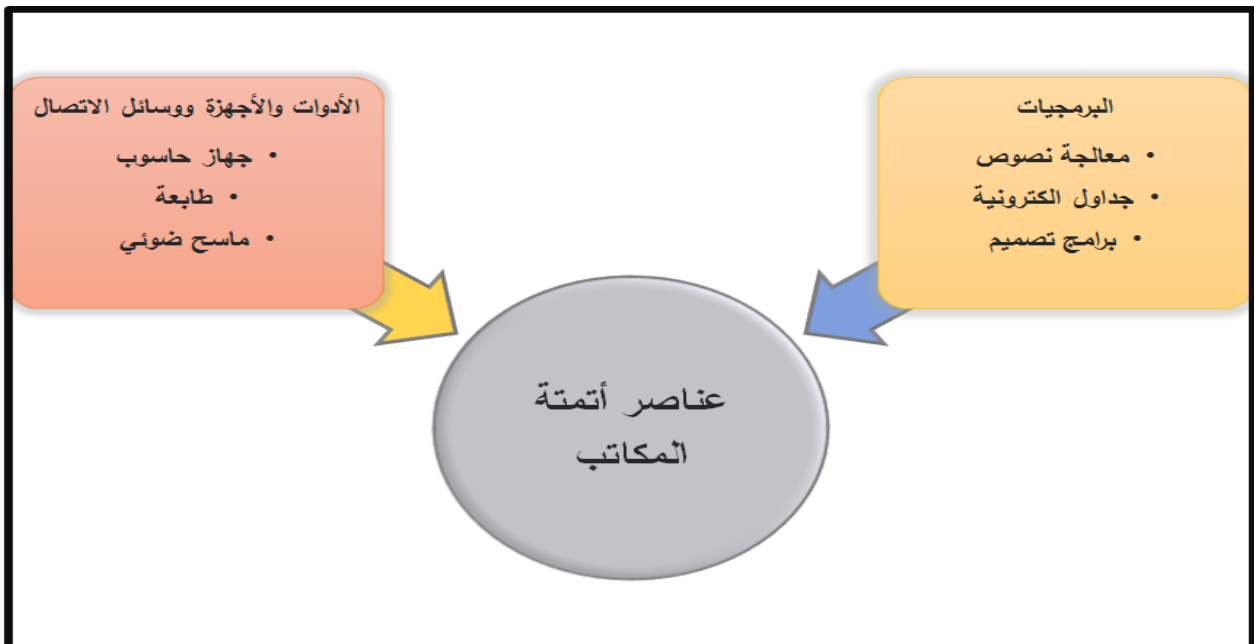 البرمجيات
• معالجة نصوص
• جداول الكترونية
• برامج تصميم
الأدوات والأجهزة ووسائل الاتصال
• جهاز حاسوب
• طابعة
• ماسح ضوئي
عناصر أتمتة
المكاتب